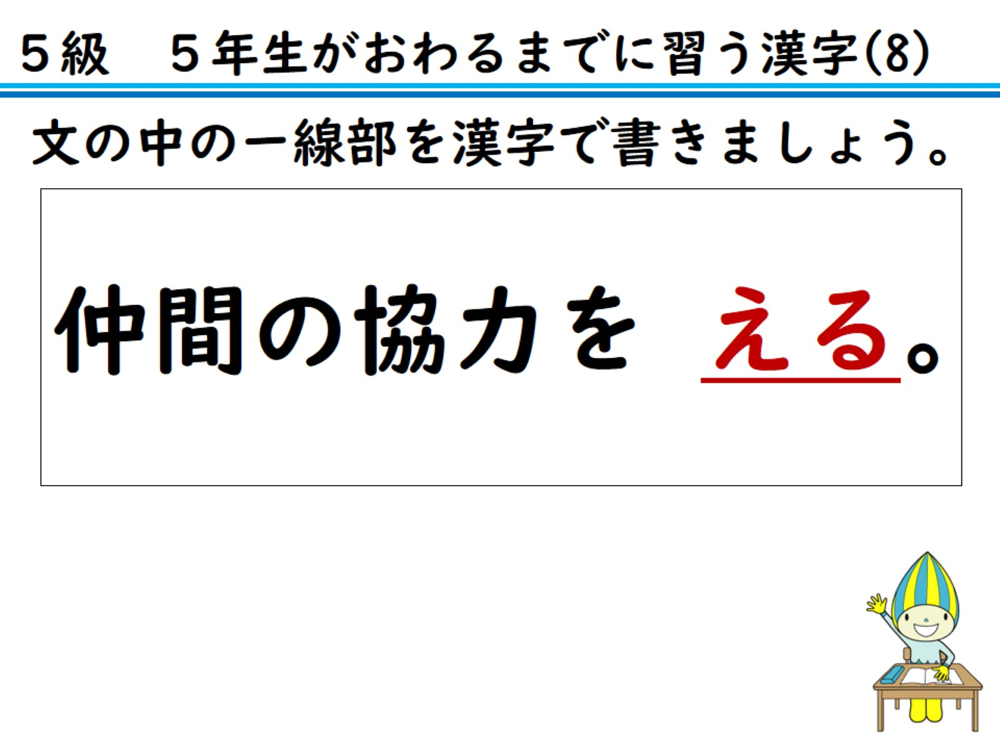 ５級　５年生がおわるまでに習う漢字(8)
文の中の一線部を漢字で書きましょう。
仲間の協力を　える。